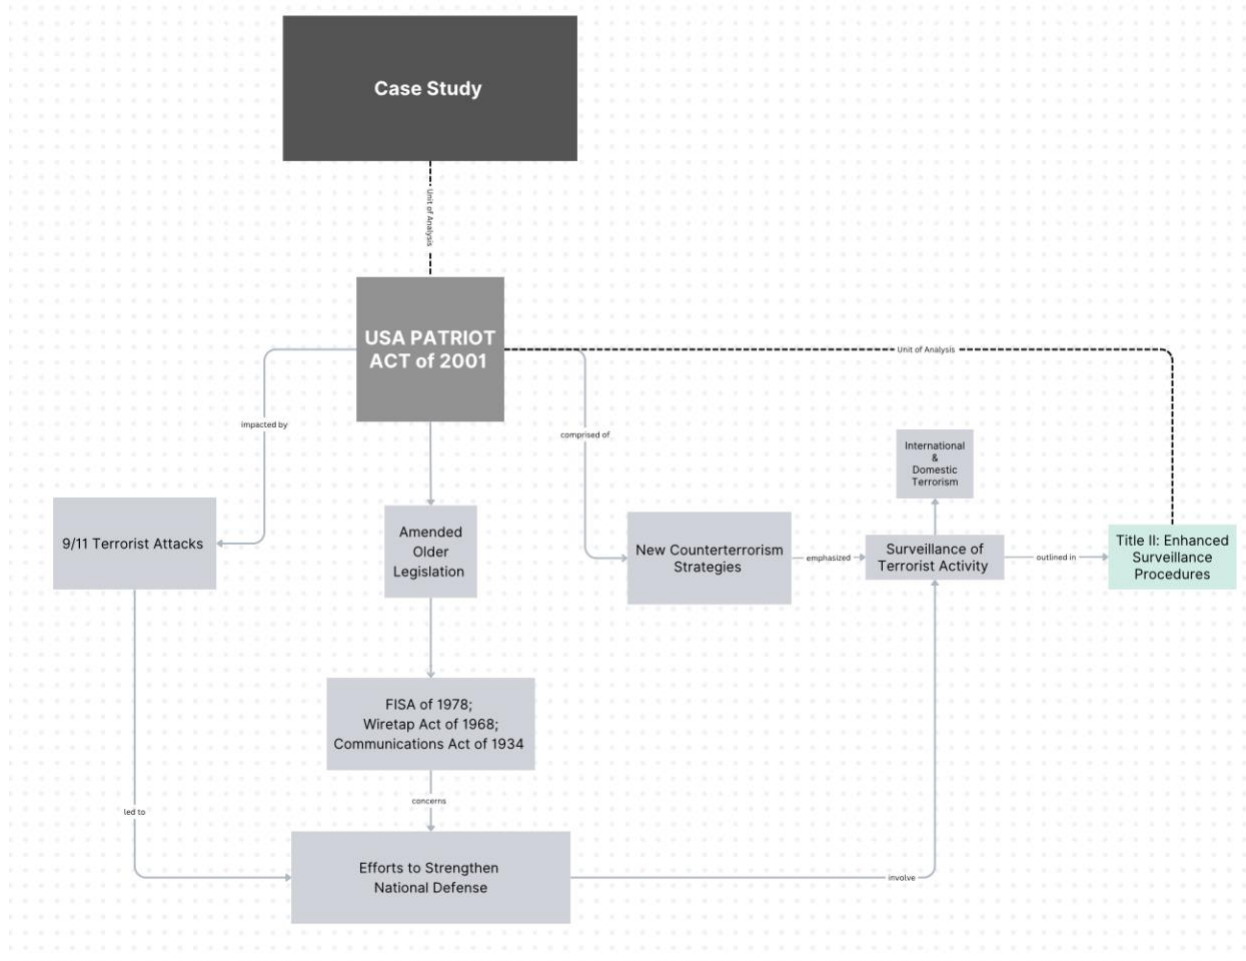 Case Study
Unit of Analysis
USA PATRIOT
ACT of 2001
Unit of Analysis
impacted by
comprised of
International
&
Domestic
Terrorism
9/11 Terrorist Attacks
Amended
Older
Legislation
New Counterterrorism
Strategies
emphasized
Surveillance of
Terrorist Activity
outlined in
Title II: Enhanced
Surveillance
Procedures
FISA of 1978;
Wiretap Act of 1968;
Communications Act of 1934
concerns
led to
Efforts to Strengthen
National Defense
involve